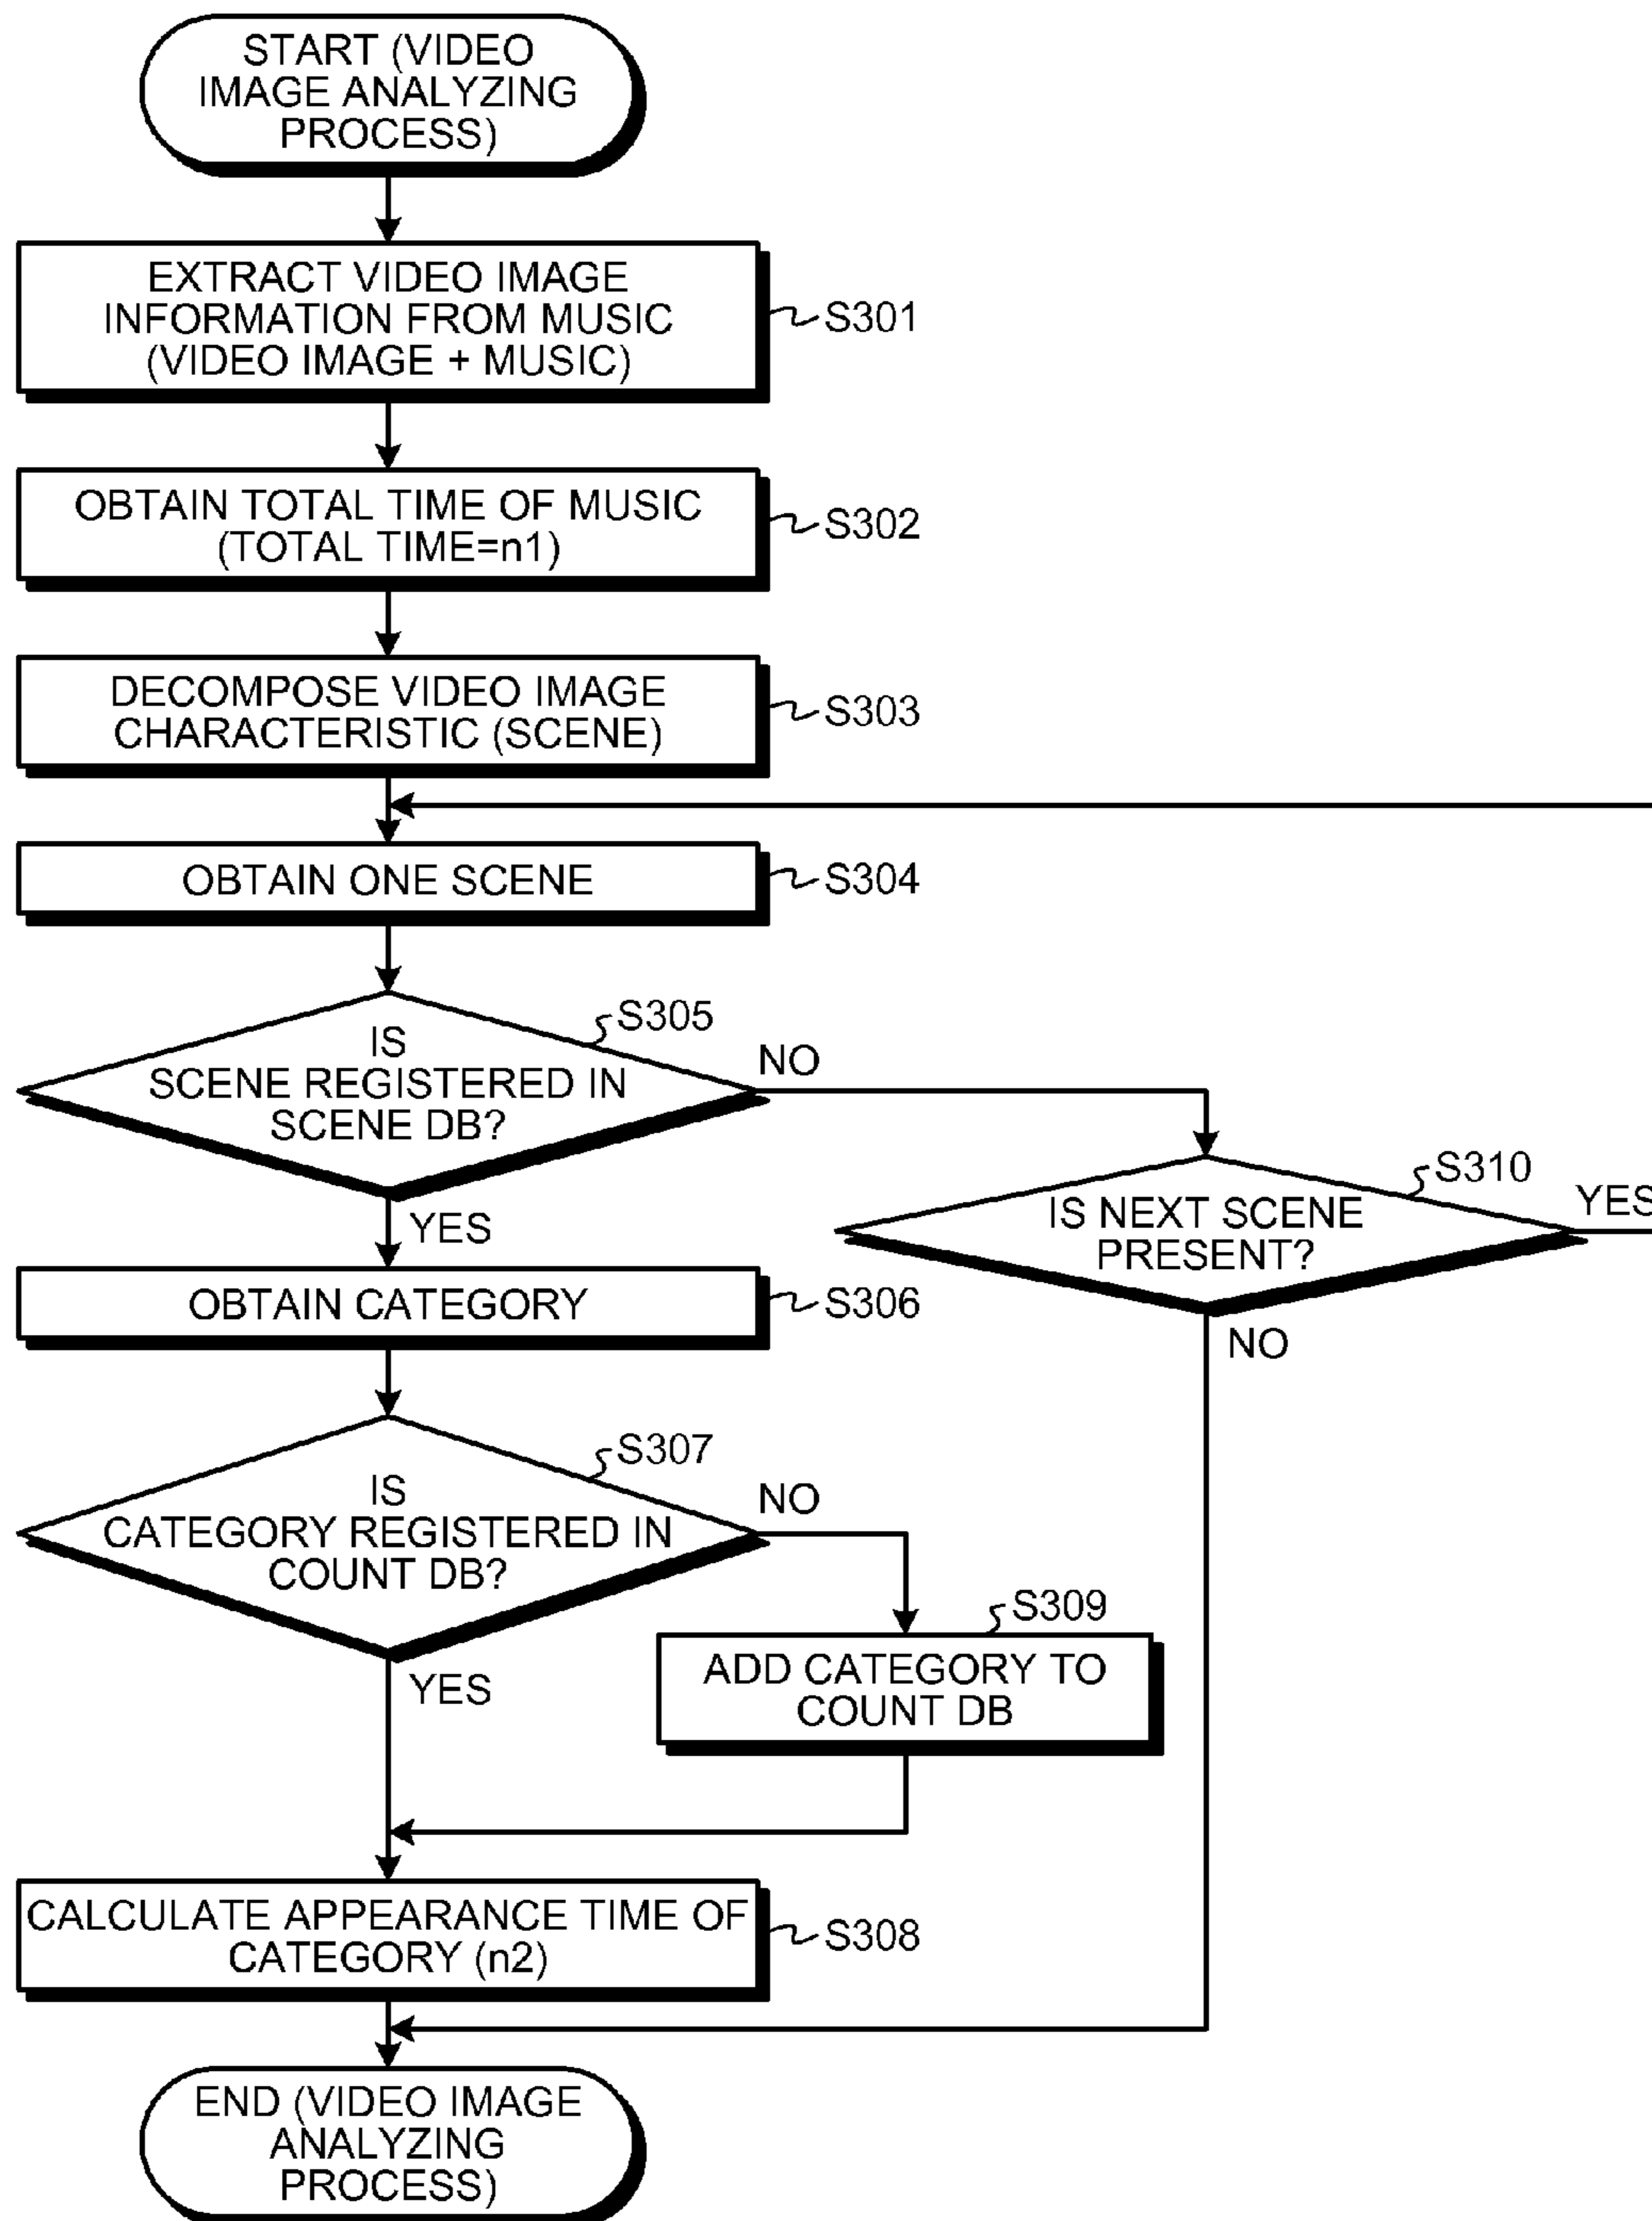 START (VIDEO
IMAGE ANALYZING
PROCESS)
EXTRACT VIDEO IMAGE
INFORMATION FROM MUSIC
(VIDEO IMAGE + MUSIC)
S301
OBTAIN TOTAL TIME OF MUSIC
(TOTAL TIME=n1)
S302
DECOMPOSE VIDEO IMAGE
CHARACTERISTIC (SCENE)
S303
OBTAIN ONE SCENE
S304
S305
IS
SCENE REGISTERED IN
SCENE DB?
NO
YES
S310
IS NEXT SCENE
PRESENT?
YES
NO
OBTAIN CATEGORY
S306
S307
IS
CATEGORY REGISTERED IN
COUNT DB?
NO
YES
S309
ADD CATEGORY TO
COUNT DB
CALCULATE APPEARANCE TIME OF
CATEGORY (n2)
S308
END (VIDEO IMAGE
ANALYZING
PROCESS)